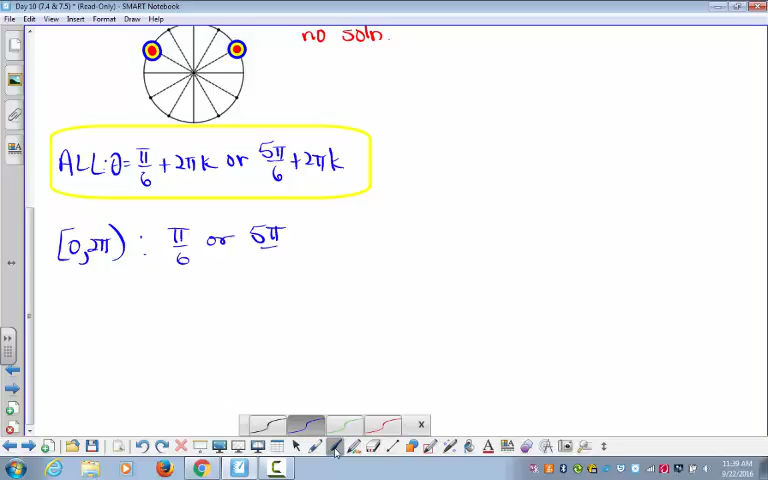 Day 10 (7.4 & 7.5) * (Read-Only) - SMART Notebook
File Edit View Insert Format Draw Help
no soln.
ALL: θ = π/6 + 2πk or 5π/6 + 2πk
[0, 2π) : π/6 or 5π
11:39 AM
9/22/2016